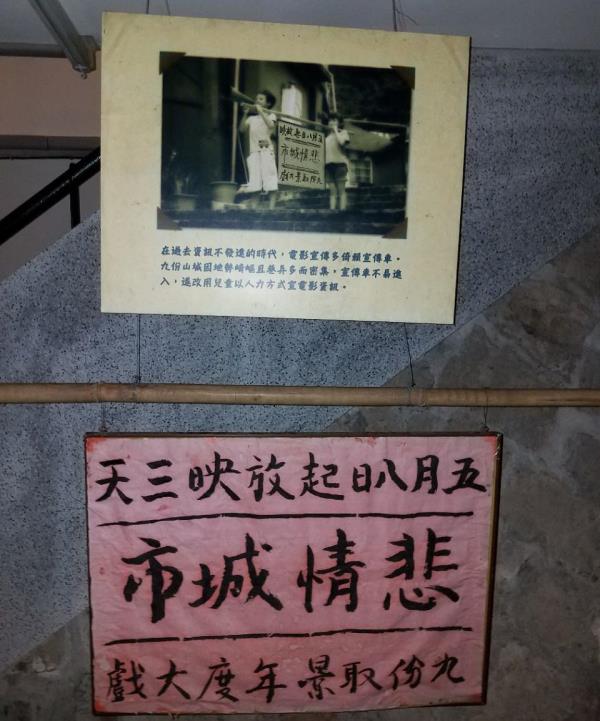 悲情城市
在過去資訊不發達的時代，電影宣傳多倚賴宣傳車。
九份山城因地勢崎嶇且巷弄多而密集，宣傳車不易進
入，遂改用兒童以人力方式宣電影資訊。
五月八日起放映三天
悲情城市
九份取景年度大戲